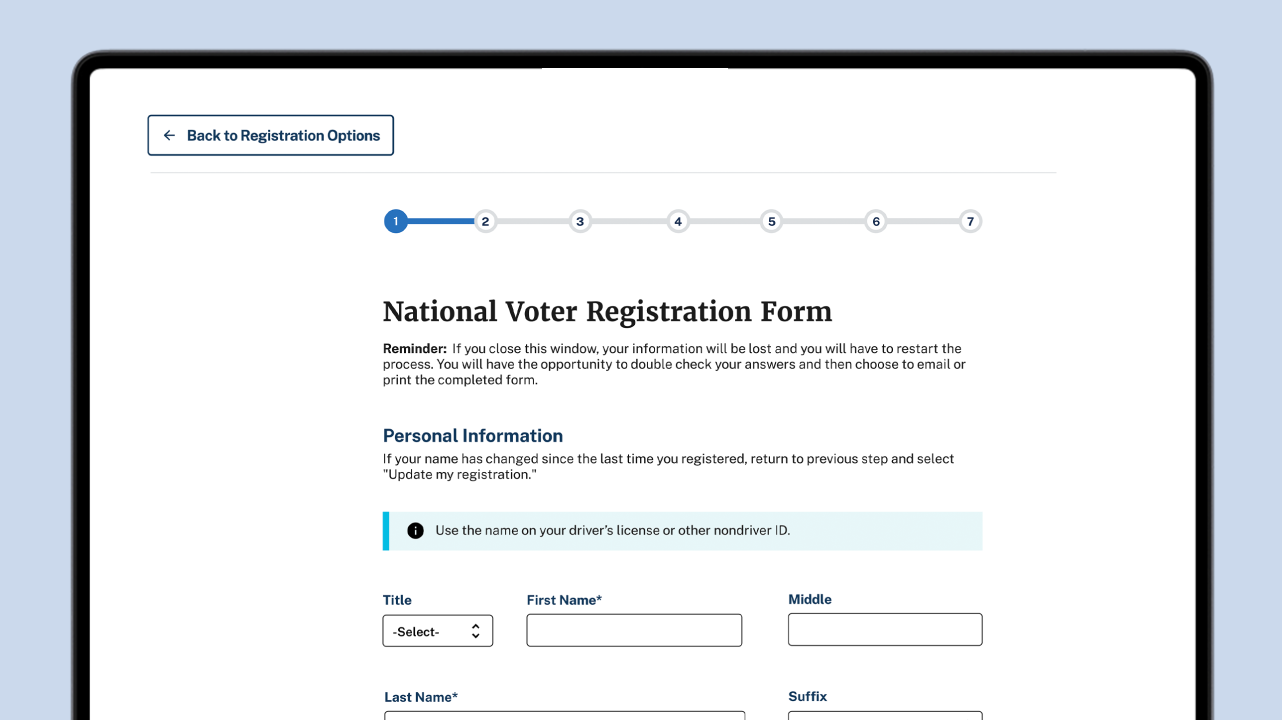 ← Back to Registration Options
1 2 3 4 5 6 7
National Voter Registration Form
Reminder: If you close this window, your information will be lost and you will have to restart the
process. You will have the opportunity to double check your answers and then choose to email or
print the completed form.
Personal Information
If your name has changed since the last time you registered, return to previous step and select
"Update my registration."
Use the name on your driver's license or other nondriver ID.
Title First Name* Middle
-Select-
Last Name* Suffix